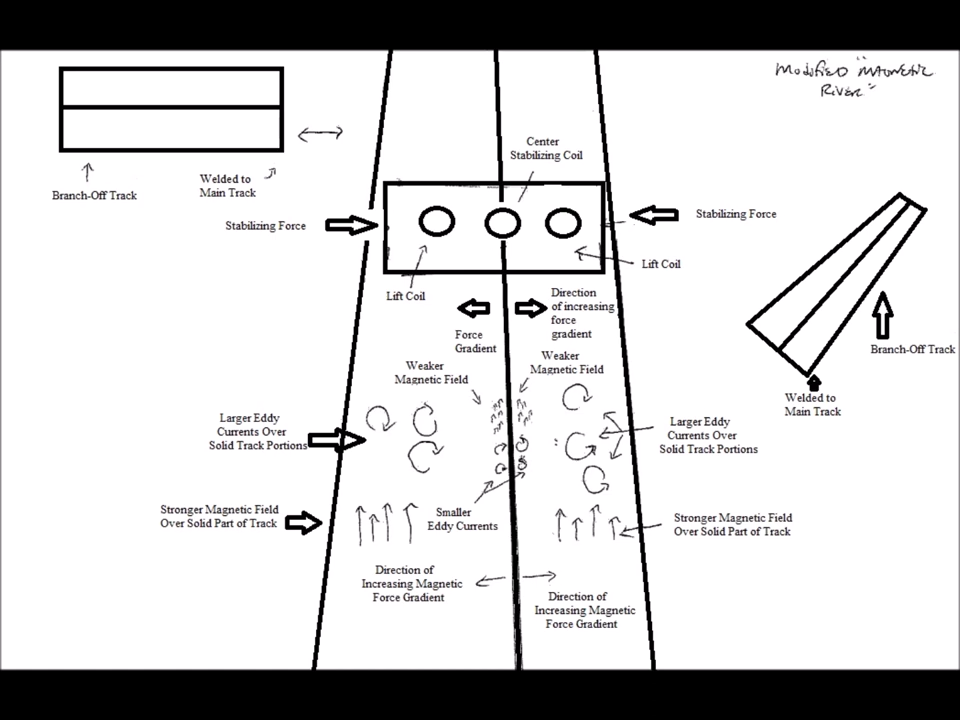 Modified "Magnetic
River"
Center
Stabilizing Coil
Branch-Off Track
Welded to
Main Track
Stabilizing Force
Stabilizing Force
Lift Coil
Lift Coil
Direction
of increasing
force
gradient
Force
Gradient
Weaker
Magnetic Field
Weaker
Magnetic Field
Branch-Off Track
Welded to
Main Track
Larger Eddy
Currents Over
Solid Track Portions
Larger Eddy
Currents Over
Solid Track Portions
Smaller
Eddy Currents
Stronger Magnetic Field
Over Solid Part of Track
Stronger Magnetic Field
Over Solid Part of Track
Direction of
Increasing Magnetic
Force Gradient
Direction of
Increasing Magnetic
Force Gradient